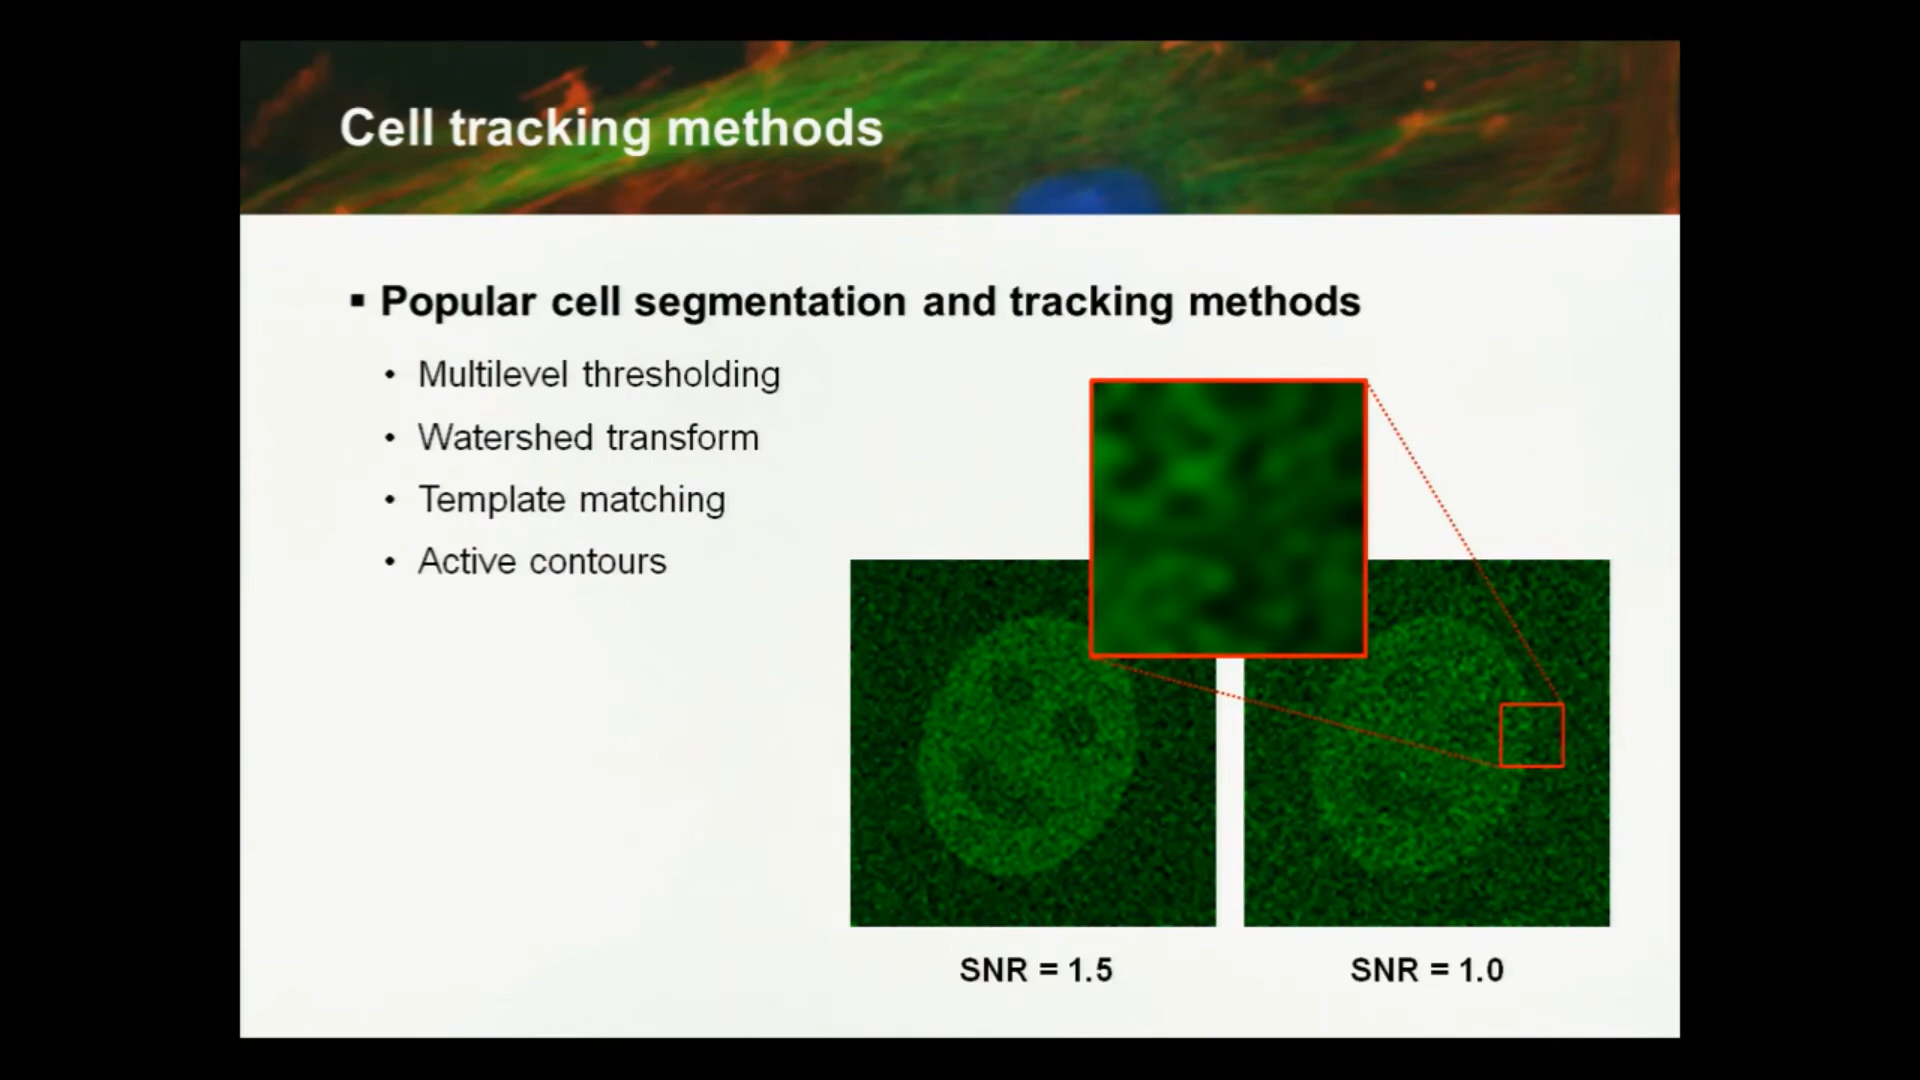 Cell tracking methods
▪ Popular cell segmentation and tracking methods
• Multilevel thresholding
• Watershed transform
• Template matching
• Active contours
SNR = 1.5
SNR = 1.0